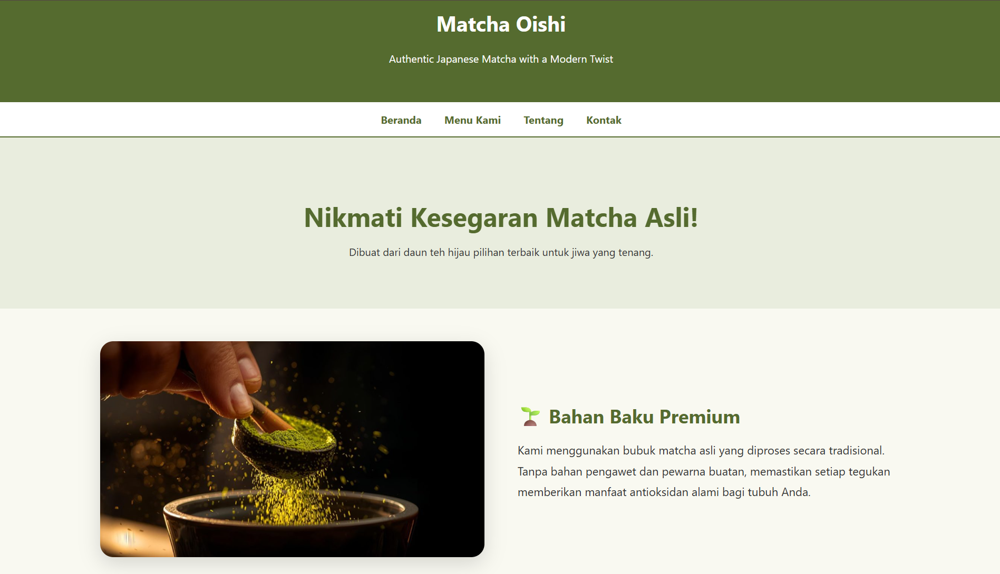 Matcha Oishi
Authentic Japanese Matcha with a Modern Twist
Beranda Menu Kami Tentang Kontak
Nikmati Kesegaran Matcha Asli!
Dibuat dari daun teh hijau pilihan terbaik untuk jiwa yang tenang.
🌱 Bahan Baku Premium
Kami menggunakan bubuk matcha asli yang diproses secara tradisional.
Tanpa bahan pengawet dan pewarna buatan, memastikan setiap tegukan
memberikan manfaat antioksidan alami bagi tubuh Anda.